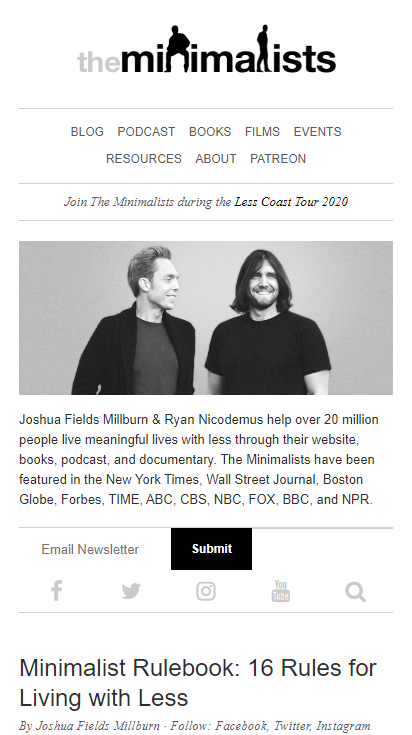 theminimalists
BLOG PODCAST BOOKS FILMS EVENTS
RESOURCES ABOUT PATREON
Join The Minimalists during the Less Coast Tour 2020
Joshua Fields Millburn & Ryan Nicodemus help over 20 million
people live meaningful lives with less through their website,
books, podcast, and documentary. The Minimalists have been
featured in the New York Times, Wall Street Journal, Boston
Globe, Forbes, TIME, ABC, CBS, NBC, FOX, BBC, and NPR.
Email Newsletter Submit
You Tube
Minimalist Rulebook: 16 Rules for
Living with Less
By Joshua Fields Millburn · Follow: Facebook, Twitter, Instagram